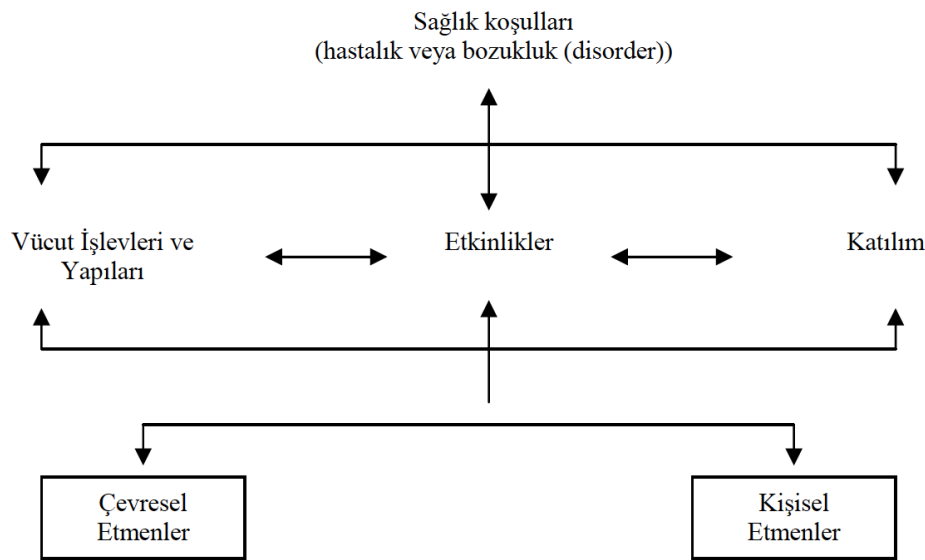 Sağlık koşulları
(hastalık veya bozukluk (disorder))
Vücut İşlevleri ve
Yapıları
Etkinlikler
Katılım
Çevresel
Etmenler
Kişisel
Etmenler